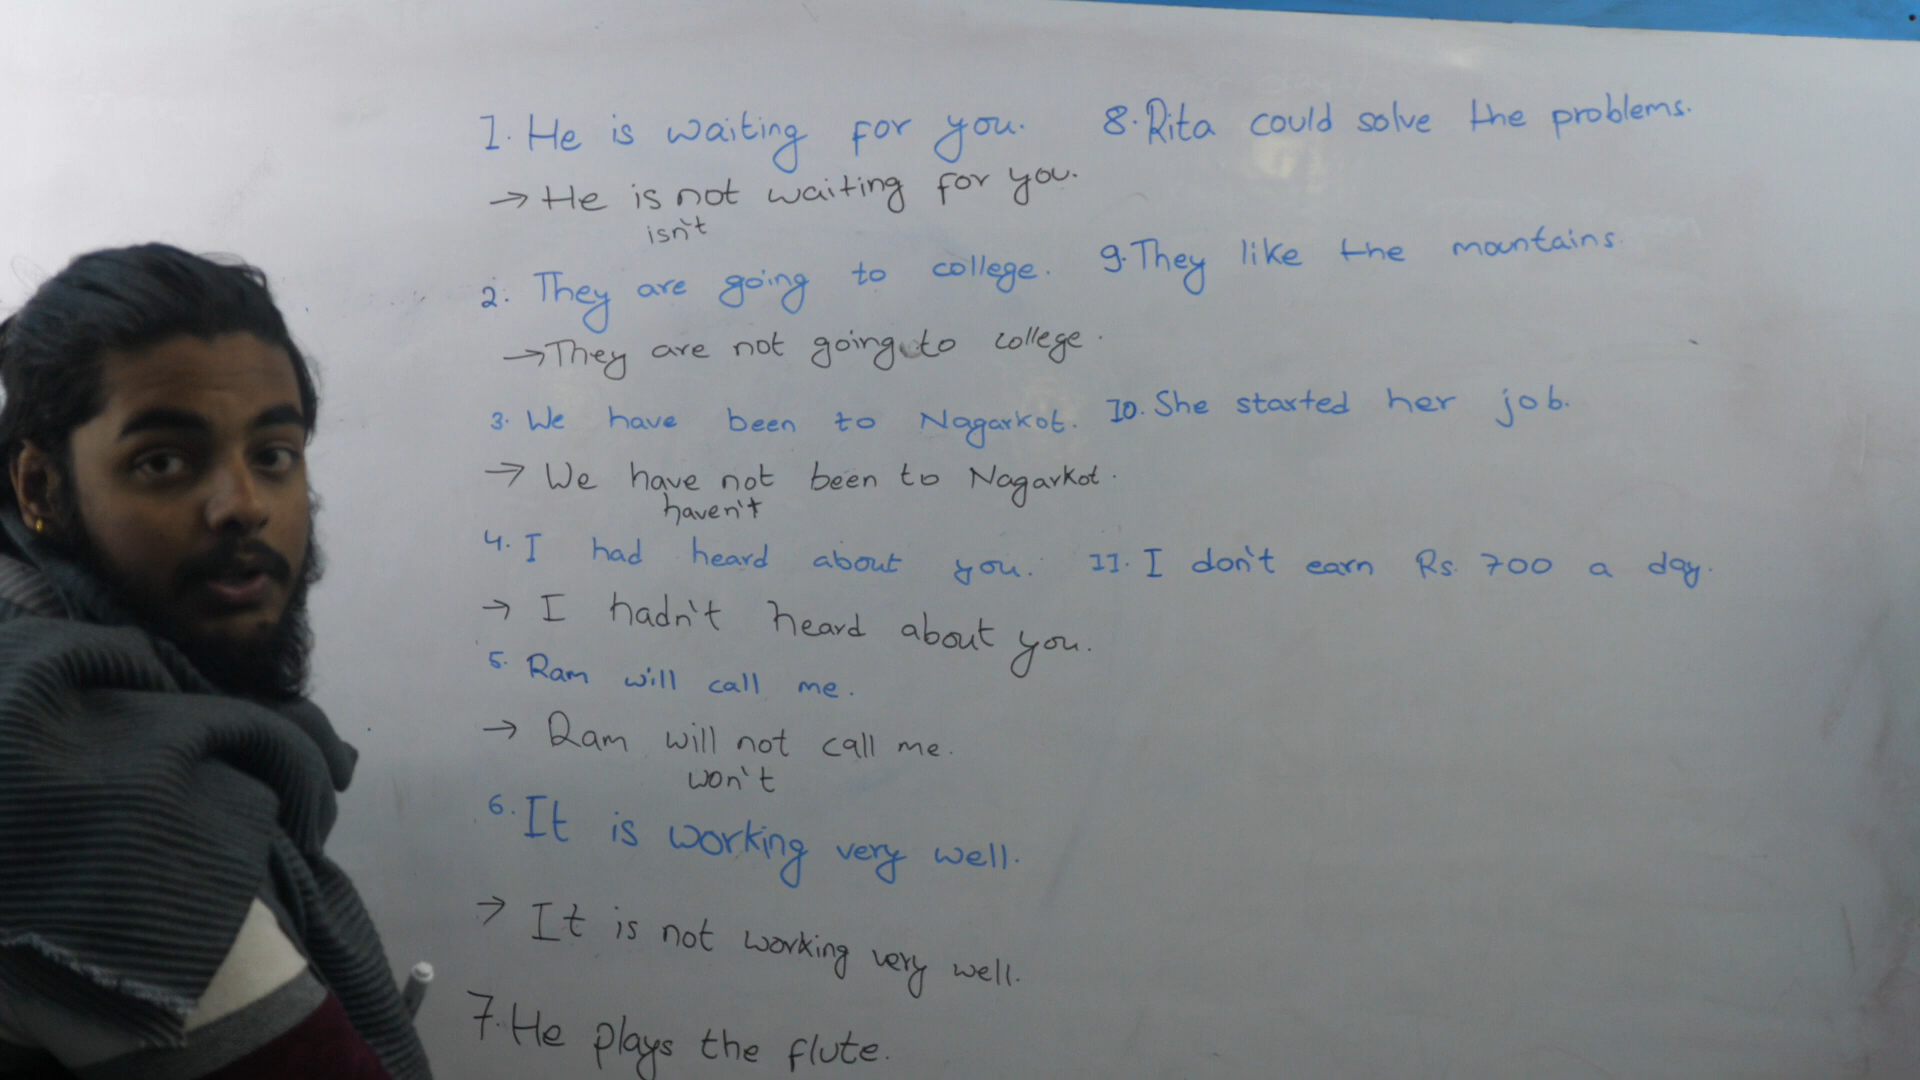 1. He is waiting for you.
→ He is not waiting for you.
isn't
2. They are going to college.
→ They are not going to college.
3. We have been to Nagarkot.
→ We have not been to Nagarkot.
haven't
4. I had heard about you.
→ I hadn't heard about you.
5. Ram will call me.
→ Ram will not call me.
won't
6. It is working very well.
→ It is not working very well.
7. He plays the flute.
8. Rita could solve the problems.
9. They like the mountains.
10. She started her job.
11. I don't earn Rs. 700 a day.